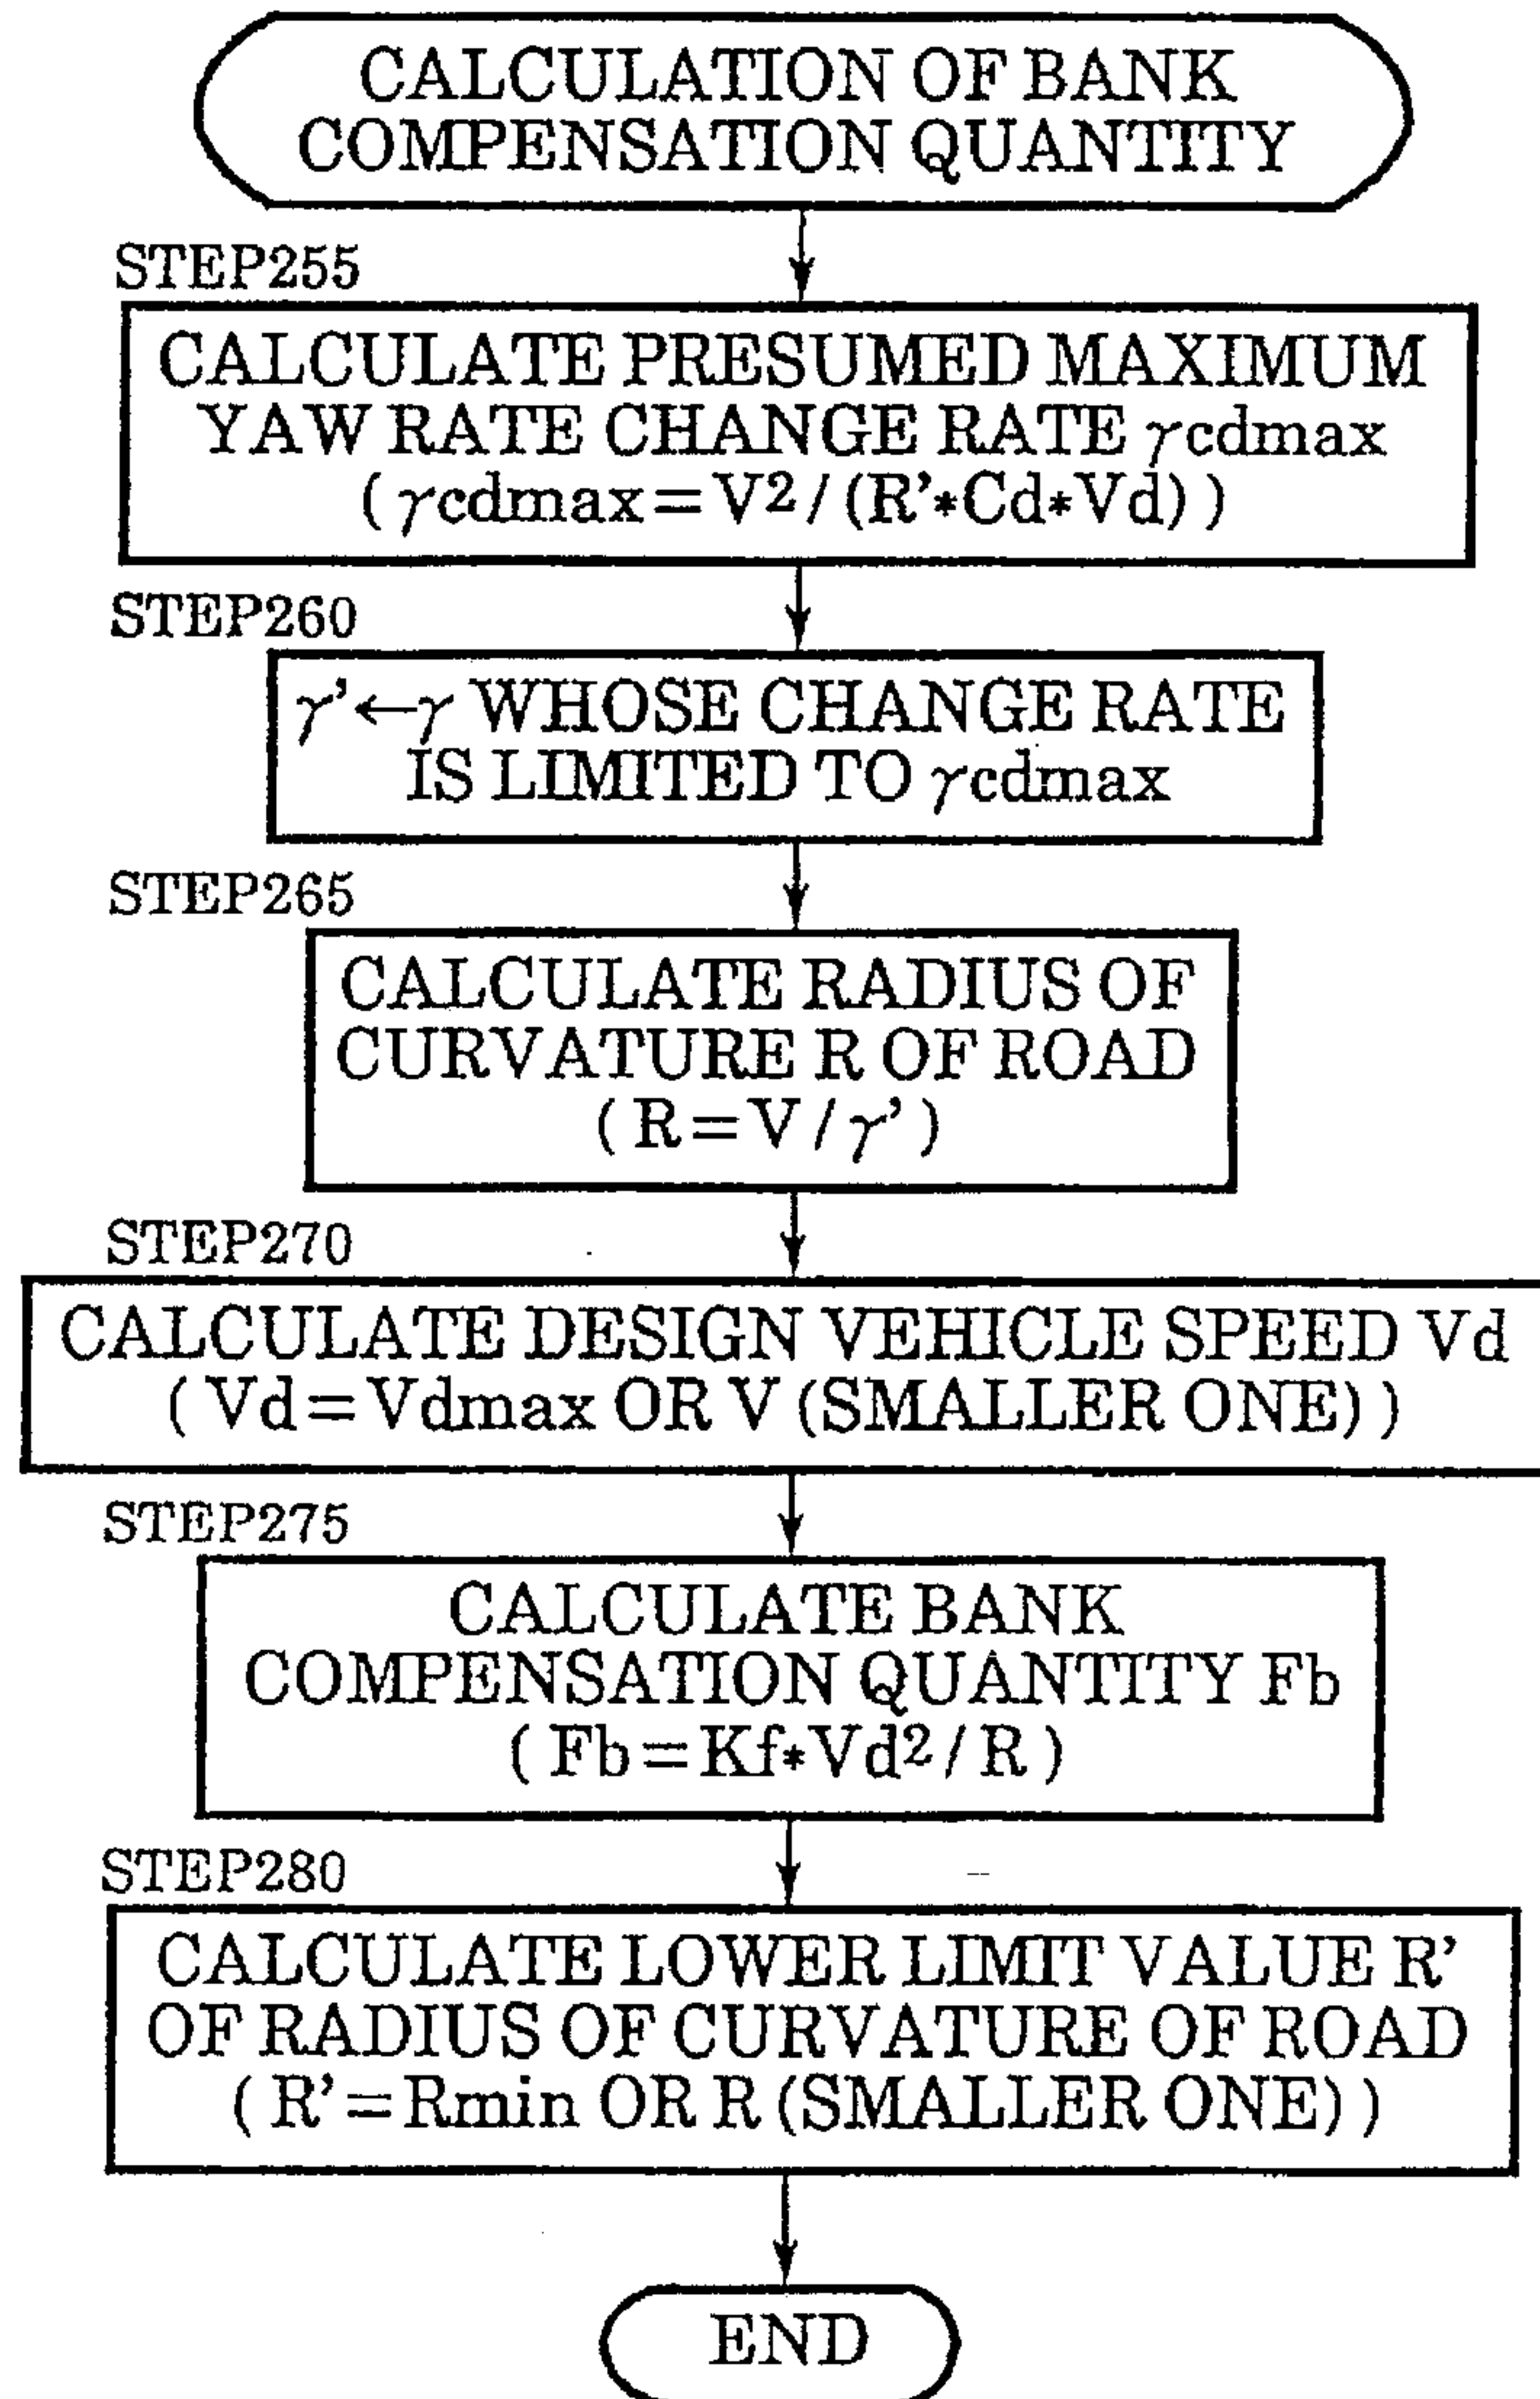 CALCULATION OF BANK
COMPENSATION QUANTITY
STEP255
CALCULATE PRESUMED MAXIMUM
YAW RATE CHANGE RATE γcdmax
(γcdmax=V²/(R’*Cd*Vd))
STEP260
γ’←γ WHOSE CHANGE RATE
IS LIMITED TO γcdmax
STEP265
CALCULATE RADIUS OF
CURVATURE R OF ROAD
(R=V/γ’)
STEP270
CALCULATE DESIGN VEHICLE SPEED Vd
(Vd=Vdmax OR V (SMALLER ONE))
STEP275
CALCULATE BANK
COMPENSATION QUANTITY Fb
(Fb=Kf*Vd²/R)
STEP280
CALCULATE LOWER LIMIT VALUE R’
OF RADIUS OF CURVATURE OF ROAD
(R’=Rmin OR R (SMALLER ONE))
END